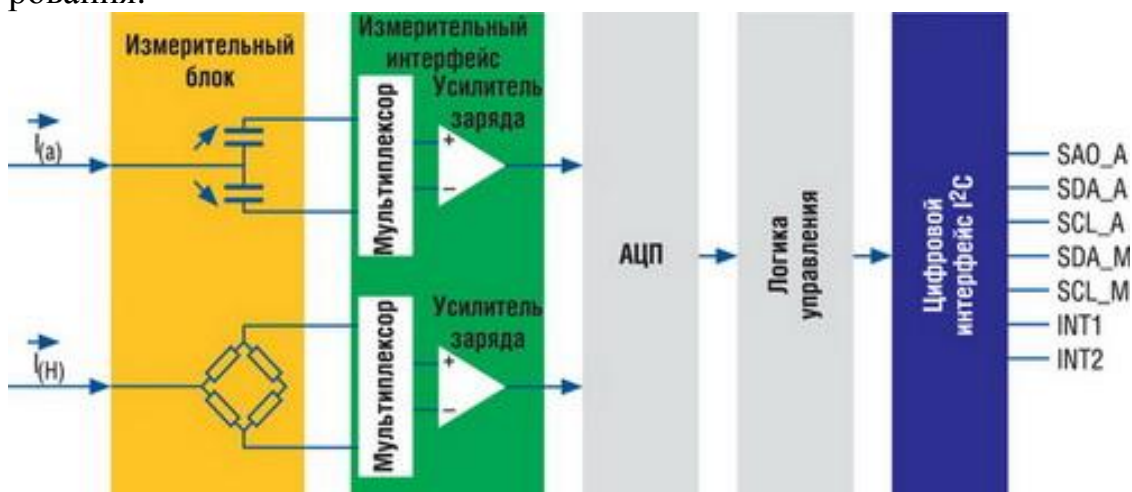 рования.
Измерительный
блок
Измерительный
интерфейс
Усилитель
заряда
Мультиплексор
+
−
I(a)
I(H)
Мультиплексор
Усилитель
заряда
+
−
АЦП
Логика
управления
Цифровой
интерфейс I²C
SAO_A
SDA_A
SCL_A
SDA_M
SCL_M
INT1
INT2